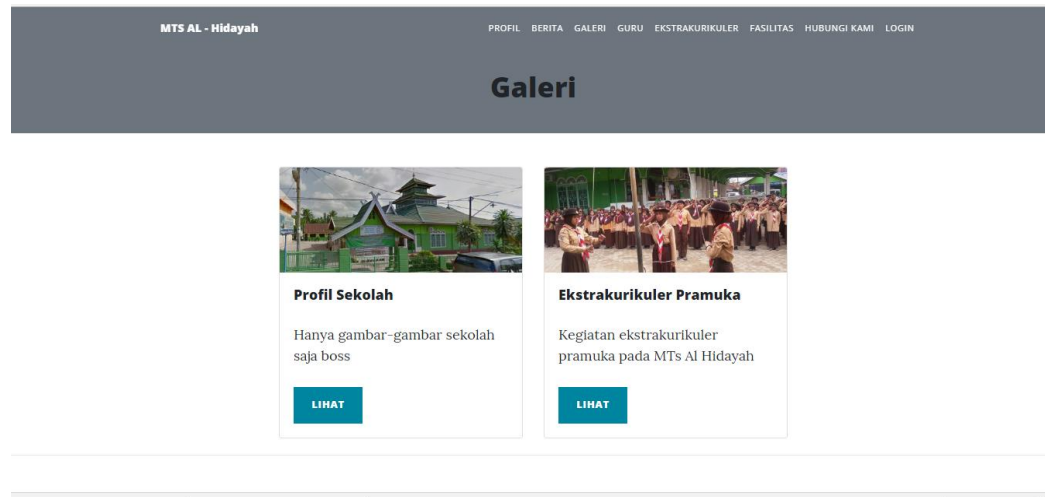 MTS AL - Hidayah
PROFIL BERITA GALERI GURU EKSTRAKURIKULER FASILITAS HUBUNGI KAMI LOGIN
Galeri
Profil Sekolah
Hanya gambar-gambar sekolah
saja boss
LIHAT
Ekstrakurikuler Pramuka
Kegiatan ekstrakurikuler
pramuka pada MTs Al Hidayah
LIHAT